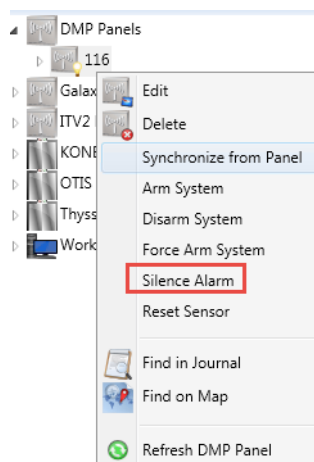 DMP Panels
116
Galax
Edit
ITV2
Delete
KONE
Synchronize from Panel
OTIS
Arm System
Thyss
Disarm System
Work
Force Arm System
Silence Alarm
Reset Sensor
Find in Journal
Find on Map
Refresh DMP Panel